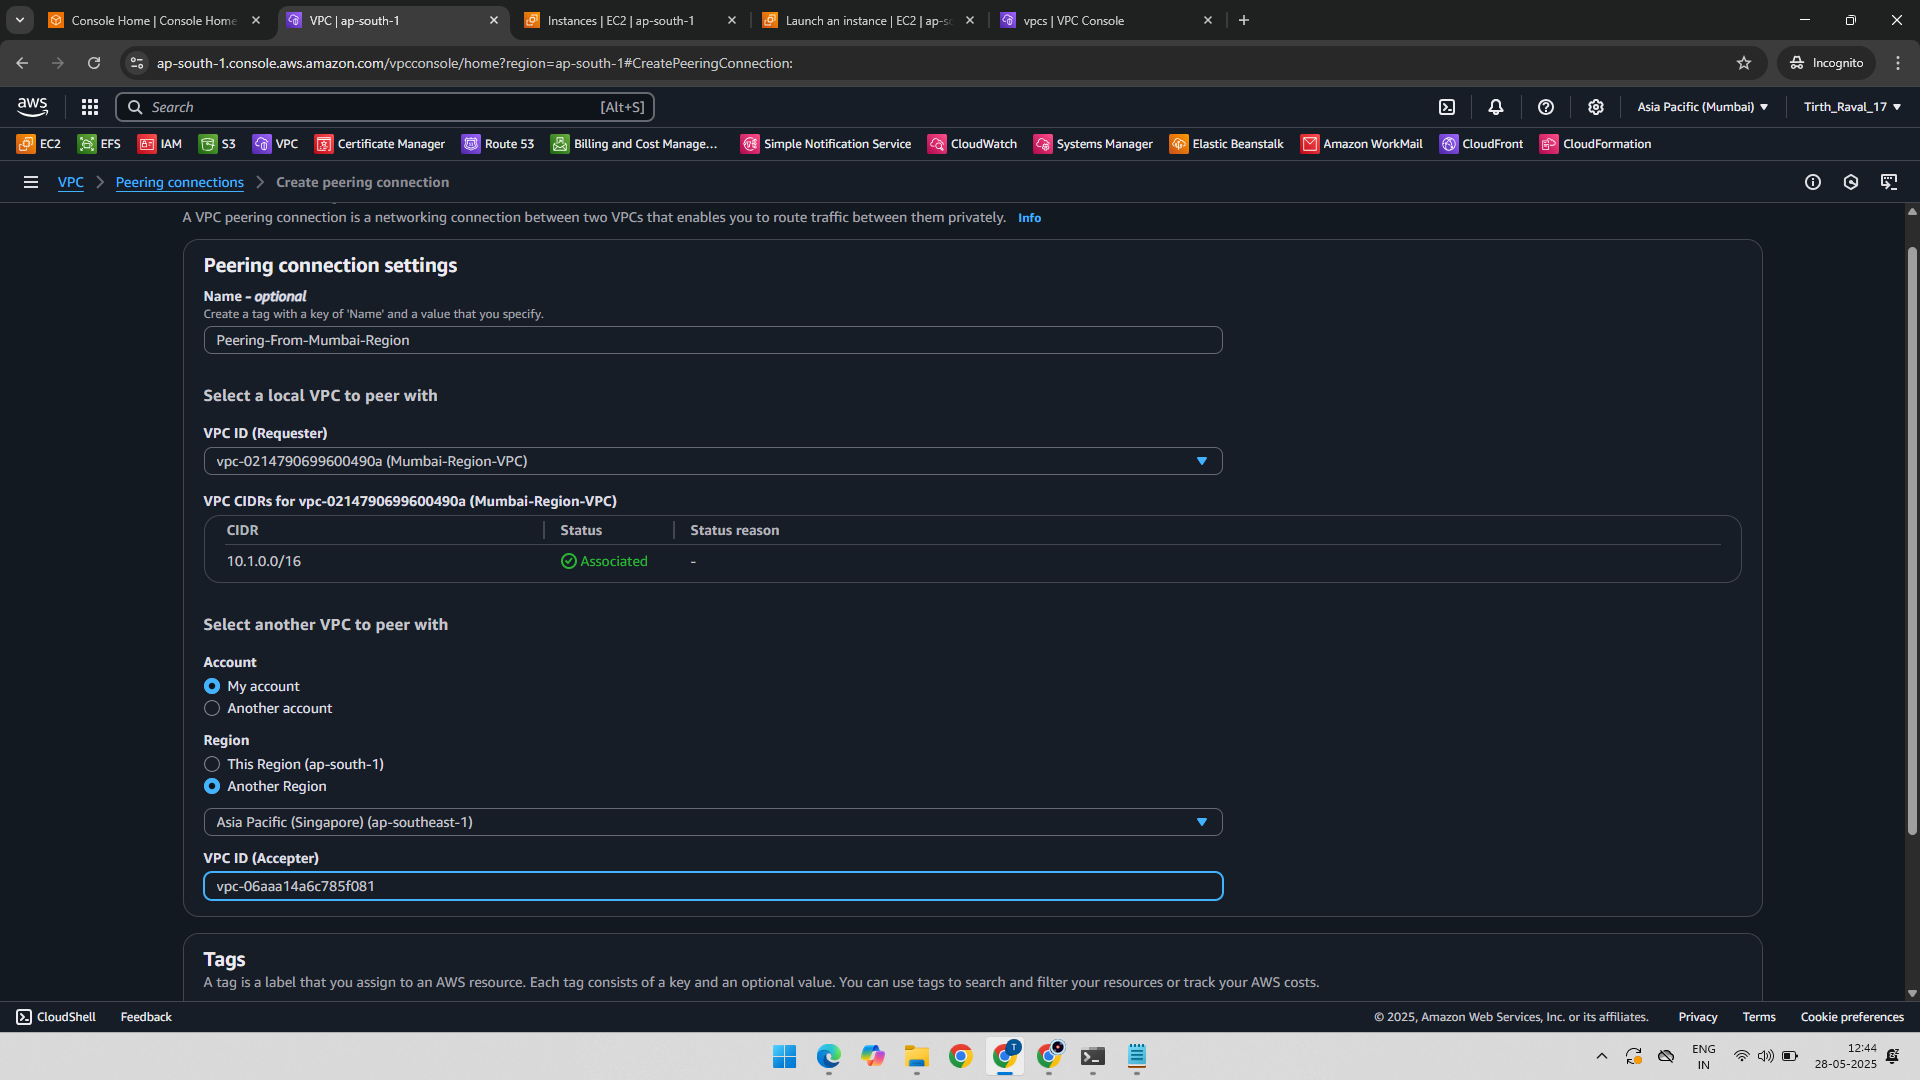 Console Home | Console Home
VPC | ap-south-1
Instances | EC2 | ap-south-1
Launch an instance | EC2 | ap-so
vpcs | VPC Console
ap-south-1.console.aws.amazon.com/vpcconsole/home?region=ap-south-1#CreatePeeringConnection:
Incognito
aws
Search
[Alt+S]
Asia Pacific (Mumbai)
Tirth_Raval_17
EC2
EFS
IAM
S3
VPC
Certificate Manager
Route 53
Billing and Cost Manage...
Simple Notification Service
CloudWatch
Systems Manager
Elastic Beanstalk
Amazon WorkMail
CloudFront
CloudFormation
VPC
Peering connections
Create peering connection
A VPC peering connection is a networking connection between two VPCs that enables you to route traffic between them privately. Info
Peering connection settings
Name - optional
Create a tag with a key of 'Name' and a value that you specify.
Peering-From-Mumbai-Region
Select a local VPC to peer with
VPC ID (Requester)
vpc-0214790699600490a (Mumbai-Region-VPC)
VPC CIDRs for vpc-0214790699600490a (Mumbai-Region-VPC)
CIDR Status Status reason
10.1.0.0/16 Associated -
Select another VPC to peer with
Account
My account
Another account
Region
This Region (ap-south-1)
Another Region
Asia Pacific (Singapore) (ap-southeast-1)
VPC ID (Accepter)
vpc-06aaa14a6c785f081
Tags
A tag is a label that you assign to an AWS resource. Each tag consists of a key and an optional value. You can use tags to search and filter your resources or track your AWS costs.
CloudShell
Feedback
© 2025, Amazon Web Services, Inc. or its affiliates.
Privacy
Terms
Cookie preferences
T
ENG
IN
12:44
28-05-2025